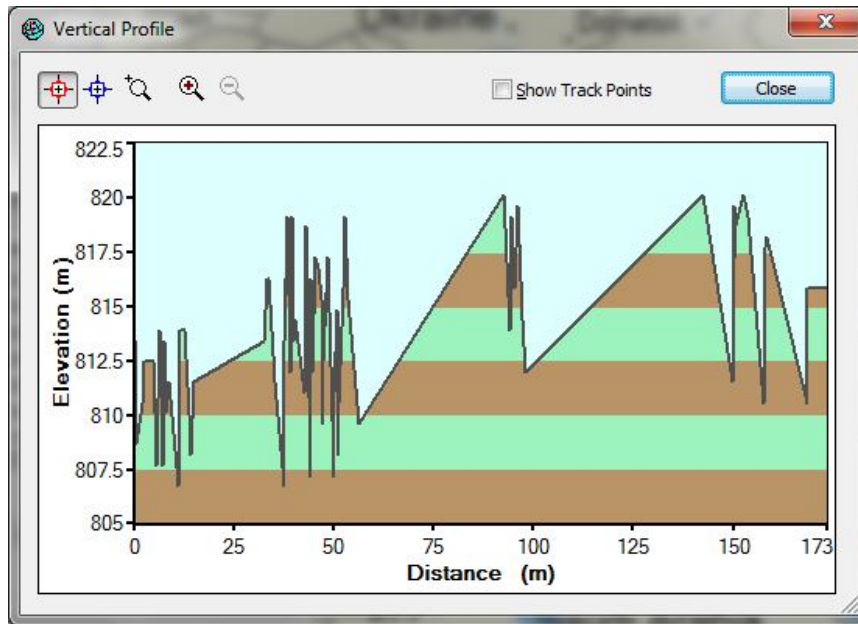 Vertical Profile
Show Track Points
Close
822.5
820
817.5
815
812.5
810
807.5
805
Elevation (m)
0 25 50 75 100 125 150 173
Distance (m)